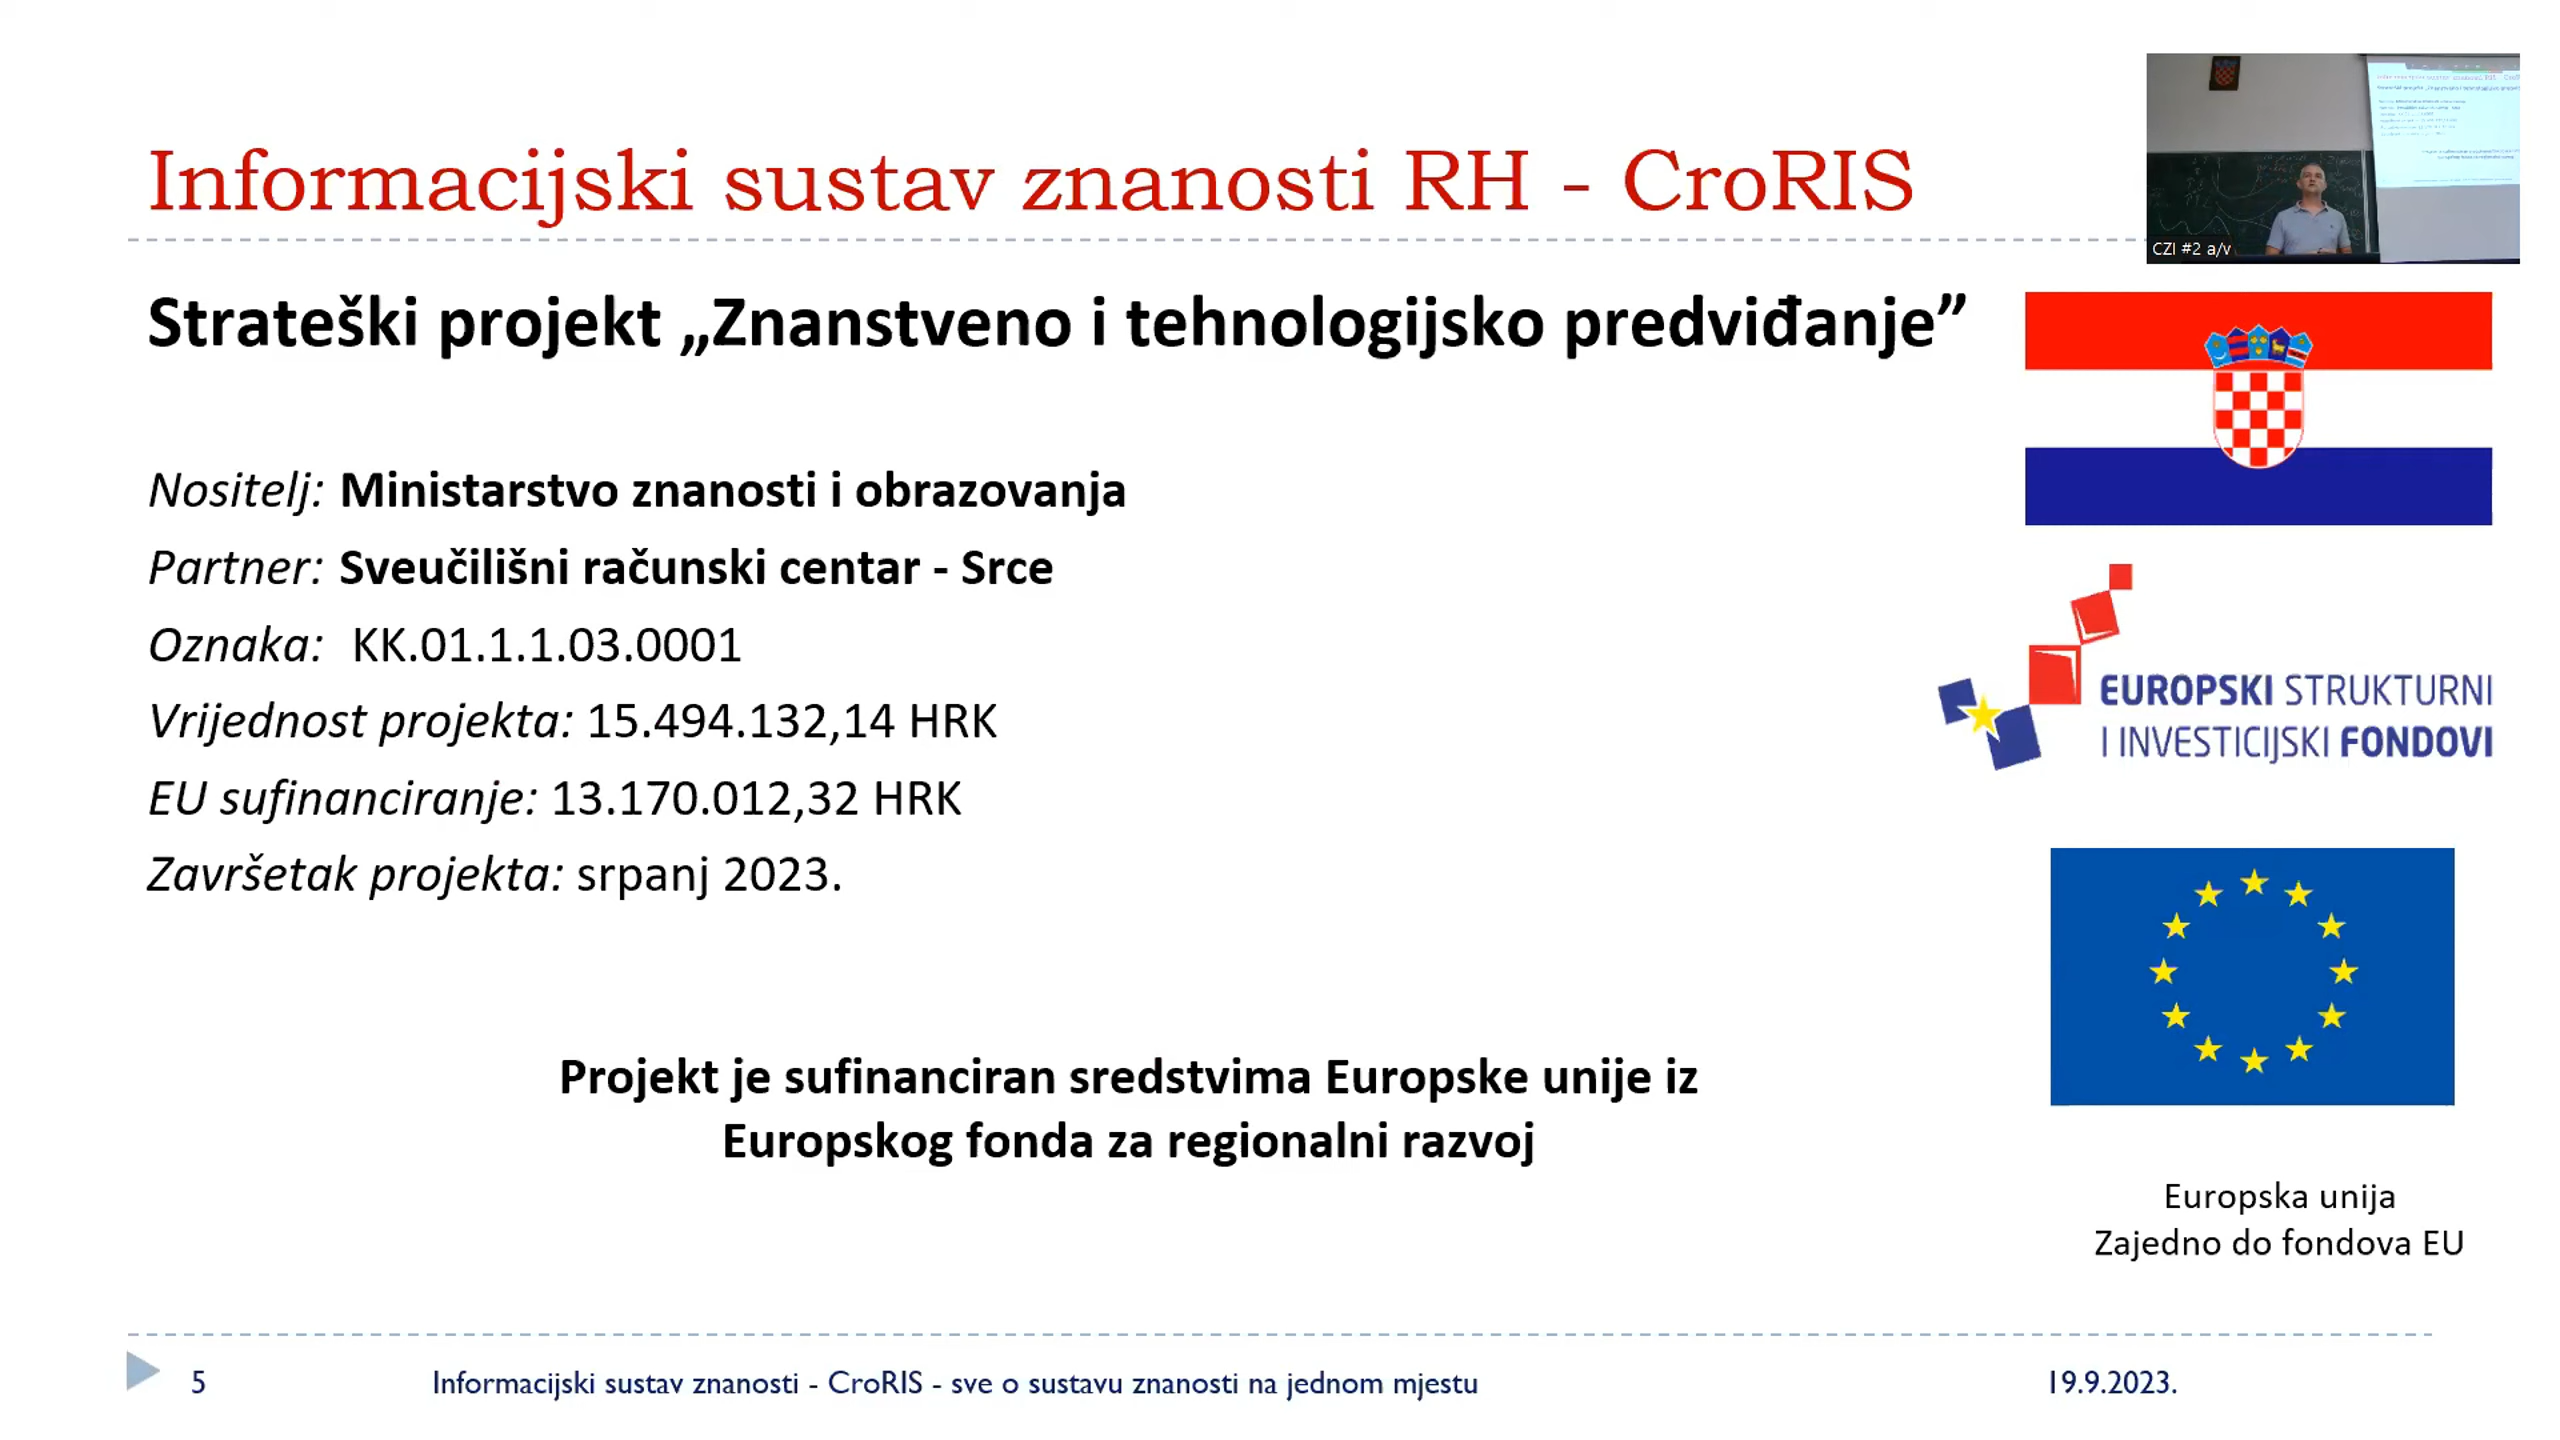 Informacijski sustav znanosti RH - CroRIS
CZI #2 a/v
Strateški projekt „Znanstveno i tehnologijsko predviđanje”
Nositelj: Ministarstvo znanosti i obrazovanja
Partner: Sveučilišni računski centar - Srce
Oznaka: KK.01.1.1.03.0001
Vrijednost projekta: 15.494.132,14 HRK
EU sufinanciranje: 13.170.012,32 HRK
Završetak projekta: srpanj 2023.
EUROPSKI STRUKTURNI
I INVESTICIJSKI FONDOVI
Projekt je sufinanciran sredstvima Europske unije iz
Europskog fonda za regionalni razvoj
Europska unija
Zajedno do fondova EU
5
Informacijski sustav znanosti - CroRIS - sve o sustavu znanosti na jednom mjestu
19.9.2023.